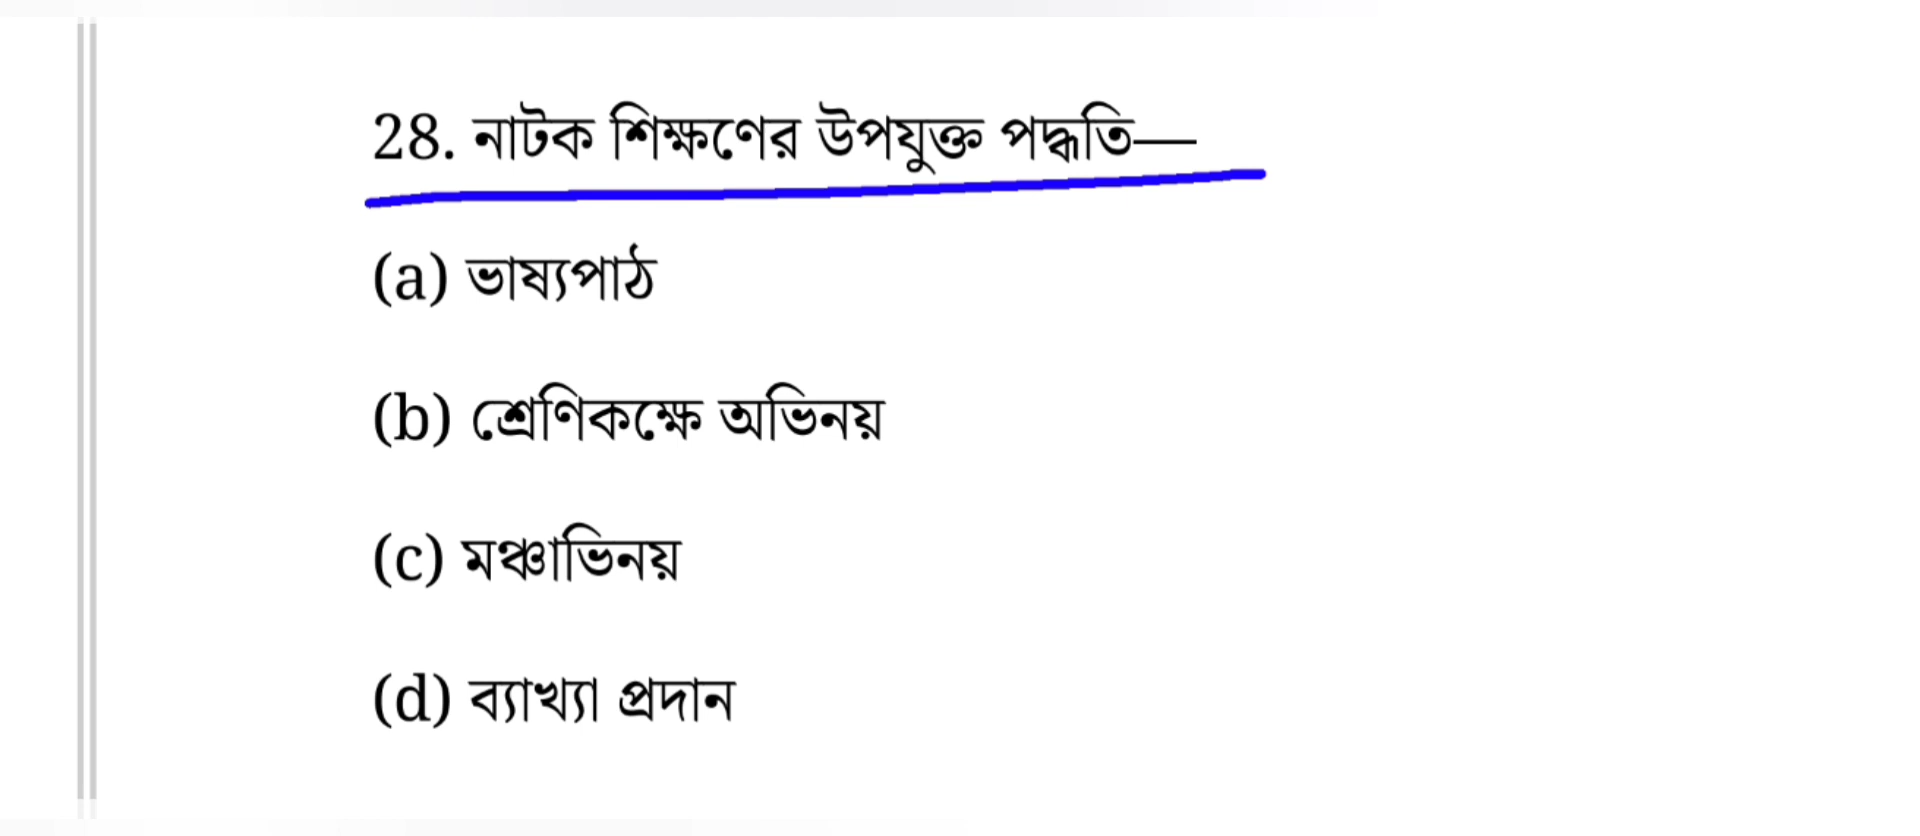 28. নাটক শিক্ষণের উপযুক্ত পদ্ধতি—
(a) ভাষ্যপাঠ
(b) শ্রেণিকক্ষে অভিনয়
(c) মঞ্চাভিনয়
(d) ব্যাখ্যা প্রদান